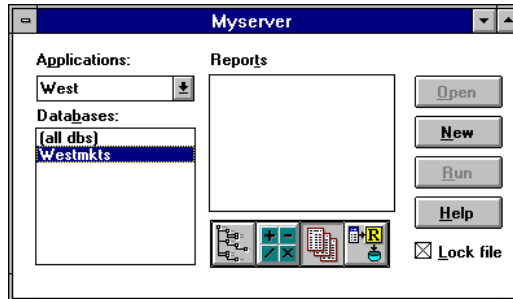 Myserver
Applications:
West
Databases:
(all dbs)
Westmkts
Reports
Open
New
Run
Help
Lock file
R